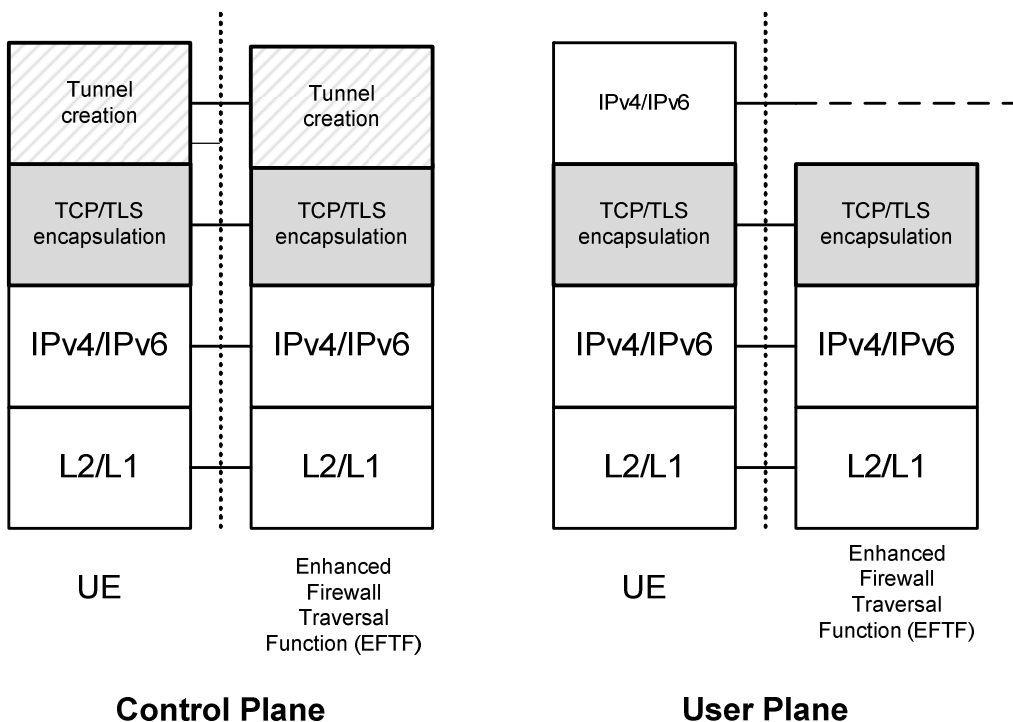 Tunnel
creation
TCP/TLS
encapsulation
IPv4/IPv6
L2/L1
UE
Tunnel
creation
TCP/TLS
encapsulation
IPv4/IPv6
L2/L1
Enhanced
Firewall
Traversal
Function (EFTF)
Control Plane
IPv4/IPv6
TCP/TLS
encapsulation
IPv4/IPv6
L2/L1
UE
TCP/TLS
encapsulation
IPv4/IPv6
L2/L1
Enhanced
Firewall
Traversal
Function (EFTF)
User Plane